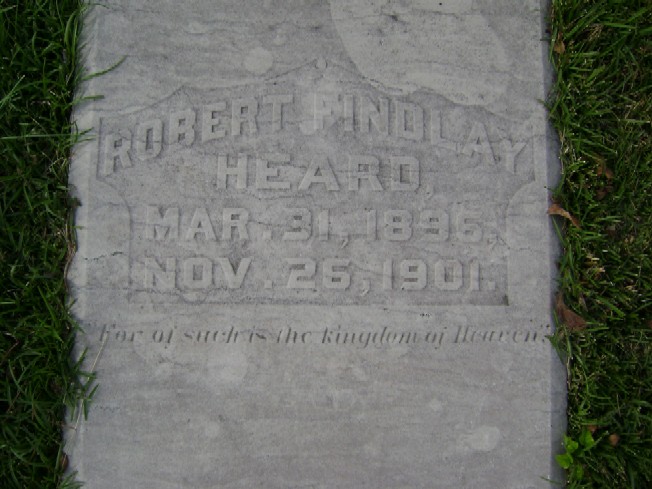 ROBERT FINDLAY
HEARD,
MAR. 31, 1896,
NOV. 26, 1901.
For of such is the kingdom of Heaven."